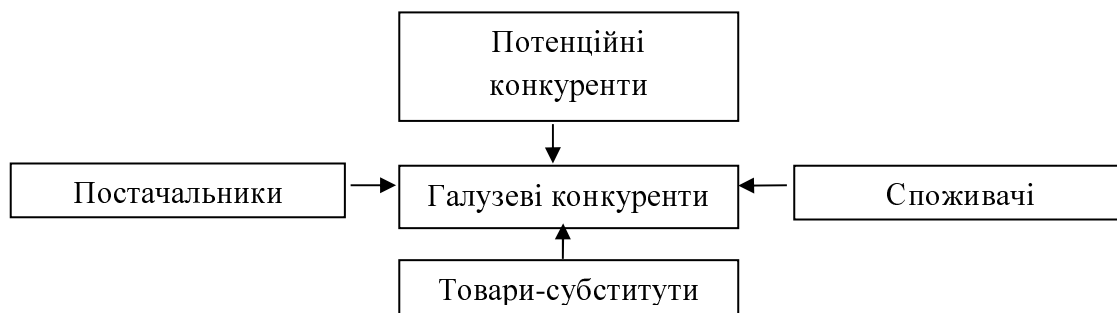 Потенційні
конкуренти
Постачальники
Галузеві конкуренти
Споживачі
Товари-субститути